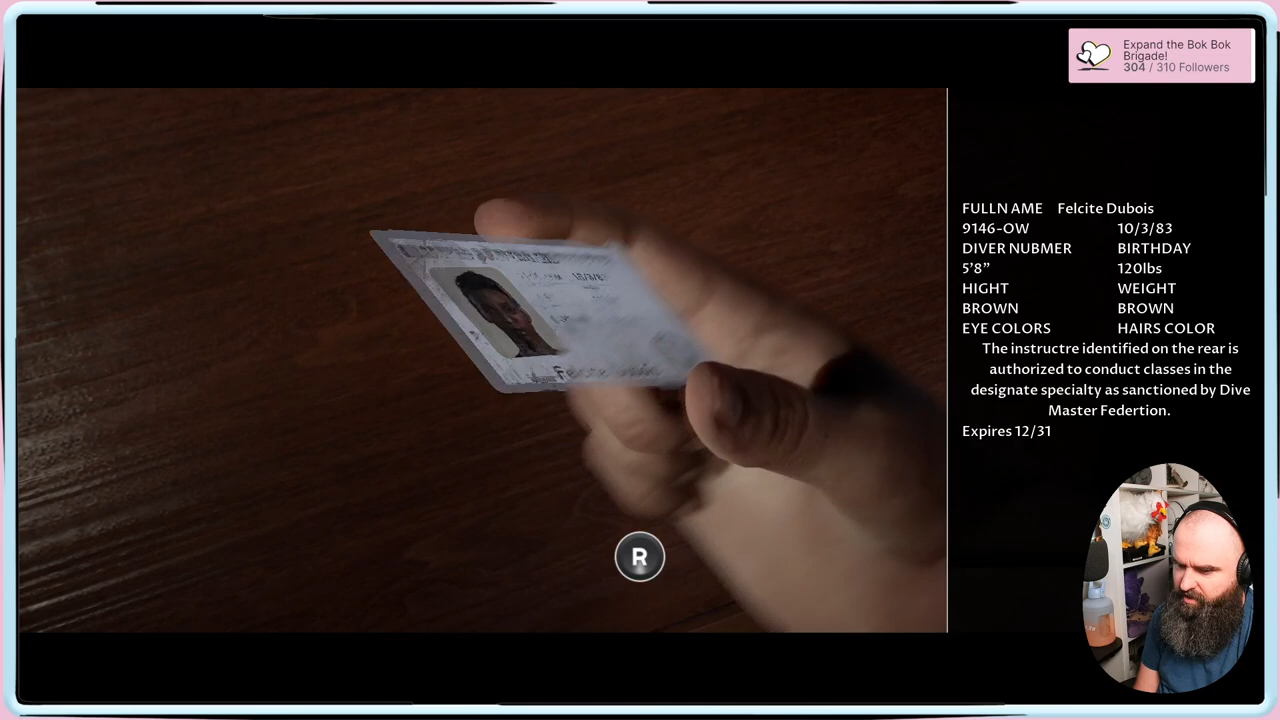 Expand the Bok Bok
Brigade!
304 / 310 Followers
FULLN AME Felcite Dubois
9146-OW 10/3/83
DIVER NUBMER BIRTHDAY
5'8” 120lbs
HIGHT WEIGHT
BROWN BROWN
EYE COLORS HAIRS COLOR
The instructre identified on the rear is
authorized to conduct classes in the
designate specialty as sanctioned by Dive
Master Federtion.
Expires 12/31
R